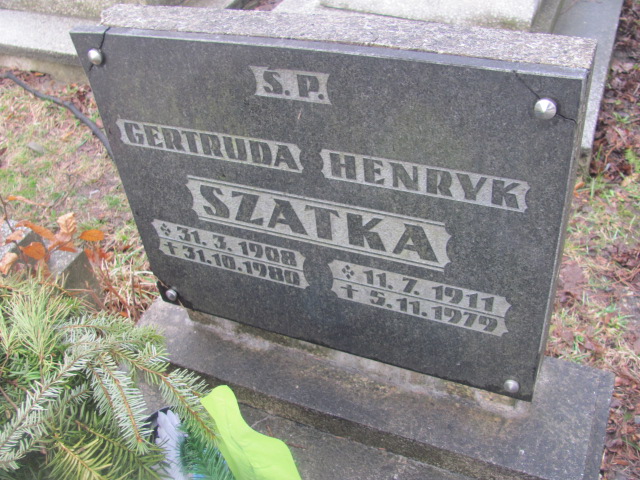 Ś. P.
GERTRUDA HENRYK
SZATKA
31. 3. 1908 11. 7. 1911
31. 10. 1980 5. 11. 1979